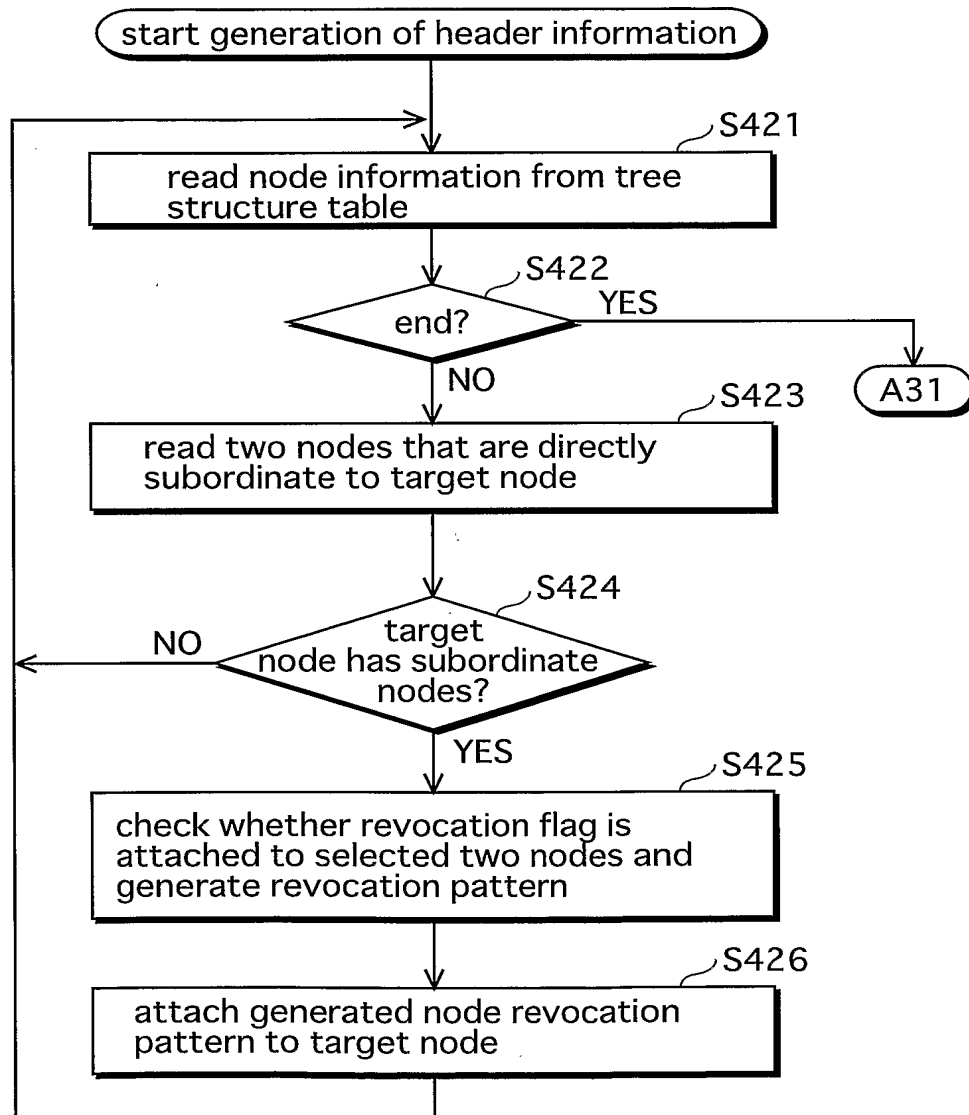 start generation of header information
S421
read node information from tree
structure table
S422
end?
YES
NO
A31
S423
read two nodes that are directly
subordinate to target node
S424
target
node has subordinate
nodes?
NO
YES
S425
check whether revocation flag is
attached to selected two nodes and
generate revocation pattern
S426
attach generated node revocation
pattern to target node